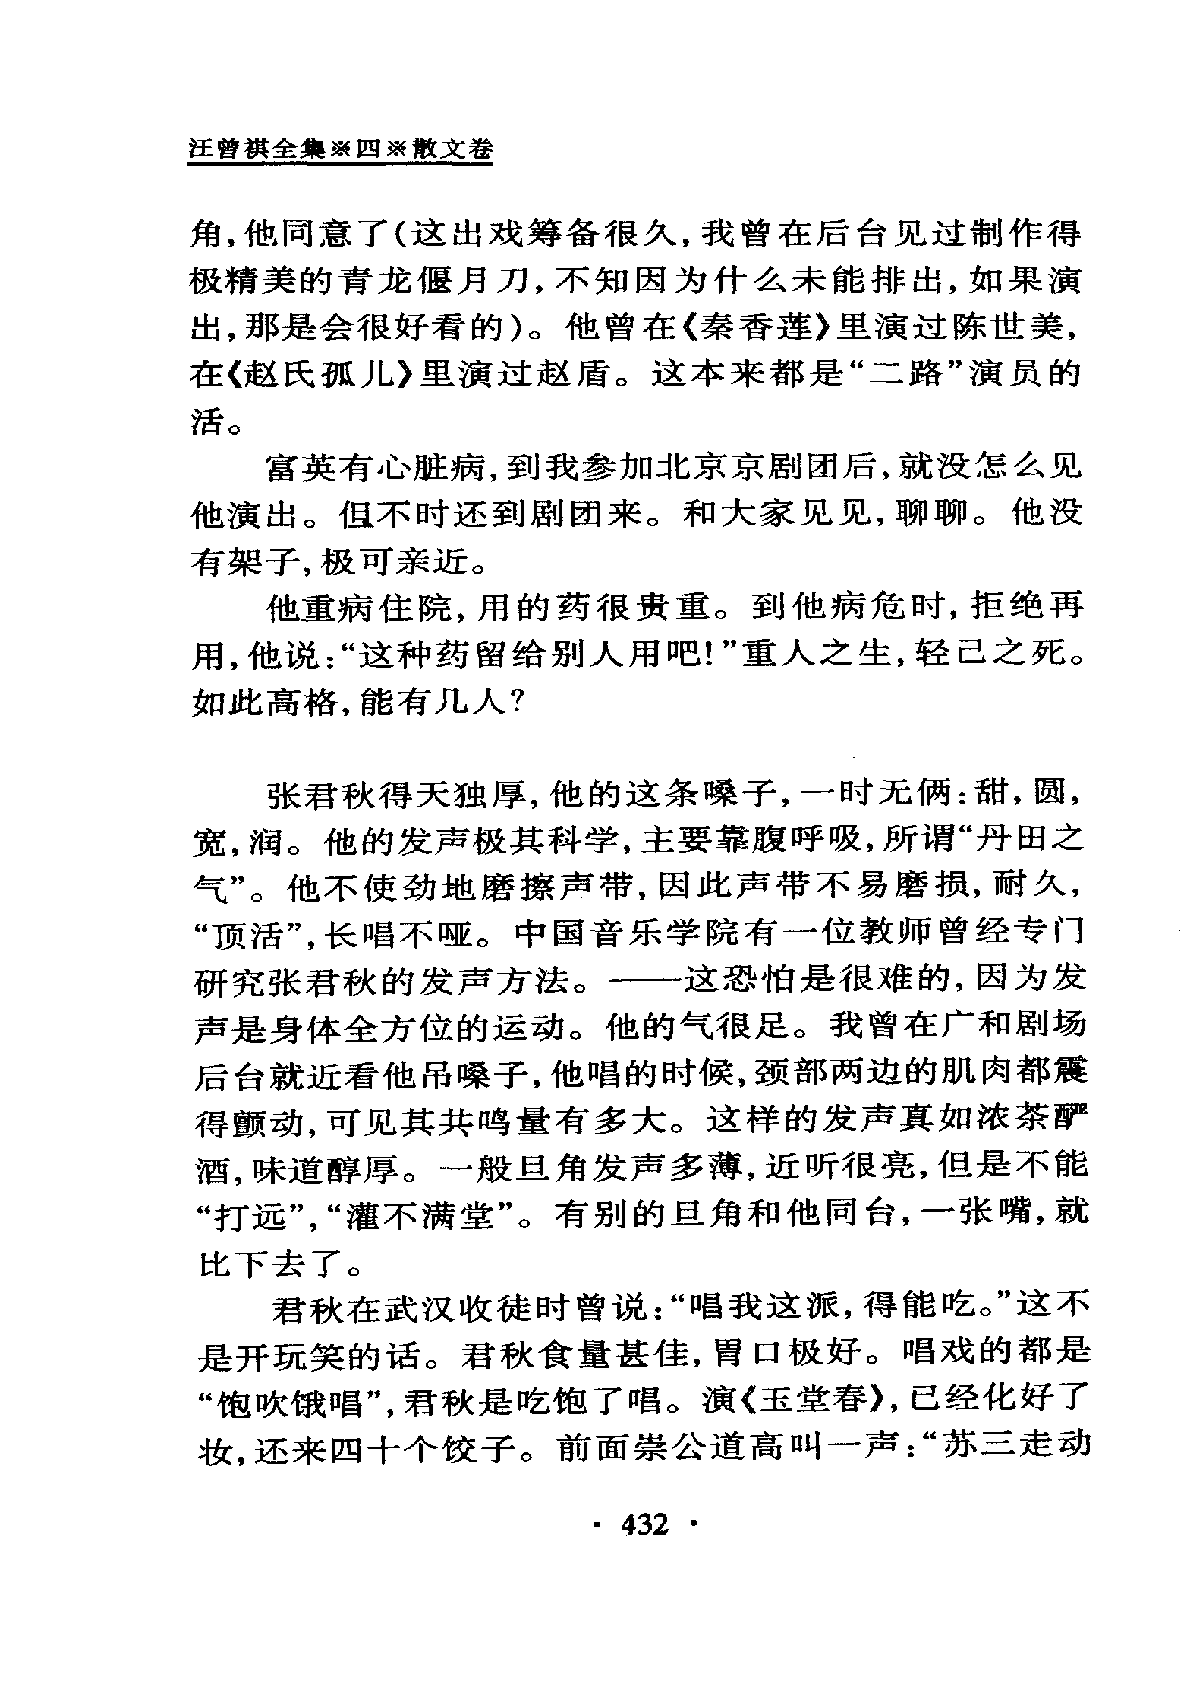 汪曾祺全集※四※散文卷
角,他同意了(这出戏筹备很久,我曾在后台见过制作得
极精美的青龙偃月刀,不知因为什么未能排出,如果演
出,那是会很好看的)。他曾在《秦香莲》里演过陈世美,
在《赵氏孤儿》里演过赵盾。这本来都是“二路”演员的
活。
富英有心脏病,到我参加北京京剧团后,就没怎么见
他演出。但不时还到剧团来。和大家见见,聊聊。他没
有架子,极可亲近。
他重病住院,用的药很贵重。到他病危时,拒绝再
用,他说:“这种药留给别人用吧!”重人之生,轻己之死。
如此高格,能有几人?
张君秋得天独厚,他的这条嗓子,一时无俩:甜,圆,
宽,润。他的发声极其科学,主要靠腹呼吸,所谓“丹田之
气”。他不使劲地磨擦声带,因此声带不易磨损,耐久,
“顶活”,长唱不哑。中国音乐学院有一位教师曾经专门
研究张君秋的发声方法。——这恐怕是很难的,因为发
声是身体全方位的运动。他的气很足。我曾在广和剧场
后台就近看他吊嗓子,他唱的时候,颈部两边的肌肉都震
得颤动,可见其共鸣量有多大。这样的发声真如浓茶酽
酒,味道醇厚。一般旦角发声多薄,近听很亮,但是不能
“打远”,“灌不满堂”。有别的旦角和他同台,一张嘴,就
比下去了。
君秋在武汉收徒时曾说:“唱我这派,得能吃。”这不
是开玩笑的话。君秋食量甚佳,胃口极好。唱戏的都是
“饱吹饿唱”,君秋是吃饱了唱。演《玉堂春》,已经化好了
妆,还来四十个饺子。前面崇公道高叫一声:“苏三走动
· 432 ·